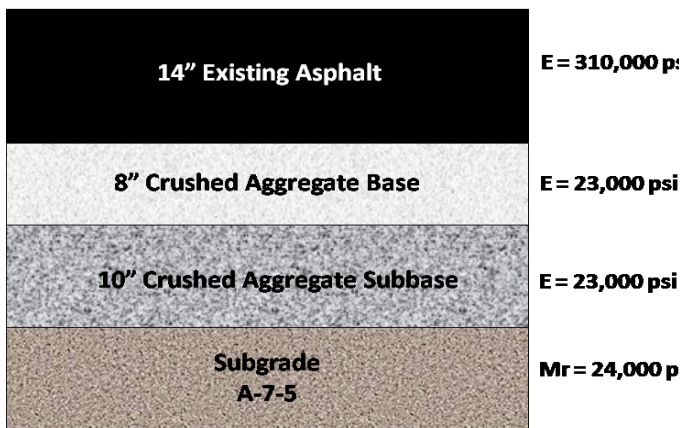 14” Existing Asphalt
E = 310,000 ps
8” Crushed Aggregate Base
E = 23,000 psi
10” Crushed Aggregate Subbase
E = 23,000 psi
Subgrade
A-7-5
Mr = 24,000 p